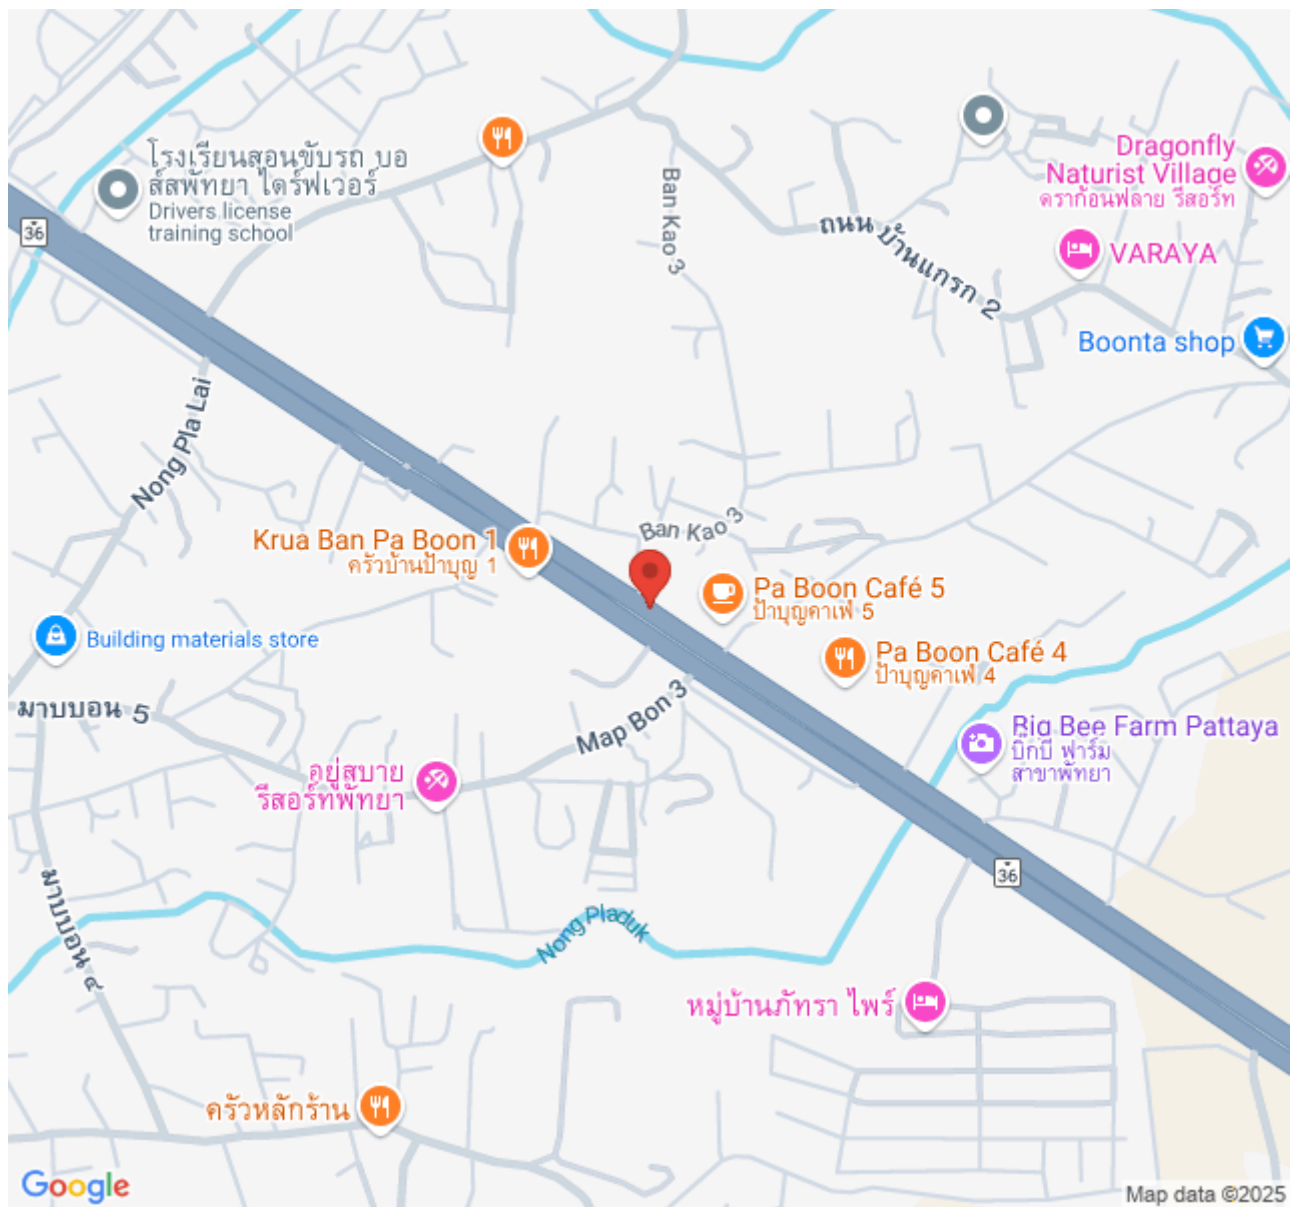 โรงเรียนสอนขับรถ บอ
ส์สพัทยา ไดร์ฟเวอร์
Drivers license
training school
36
Ban Kao 3
ถนน บ้านแกรก 2
Dragonfly
Naturist Village
ดราก้อนฟลาย รีสอร์ท
VARAYA
Boonta shop
Nong Pla Lai
Krua Ban Pa Boon 1
ครัวบ้านป้าบุญ 1
Ban Kao 3
Pa Boon Café 5
ป้าบุญคาเฟ่ 5
Building materials store
Pa Boon Café 4
ป้าบุญคาเฟ่ 4
มาบบอน 5
Map Bon 3
Big Bee Farm Pattaya
บิ๊กบี ฟาร์ม
สาขาพัทยา
อยู่สบาย
รีสอร์ทพัทยา
36
มาบบอน ๔
Nong Pladuk
หมู่บ้านภัทรา ไพร์
ครัวหลักร้าน
Google
Map data ©2025